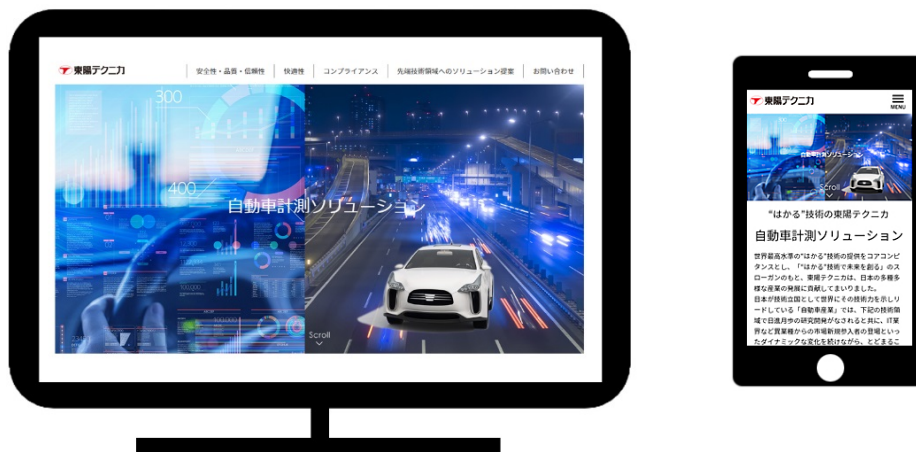 東陽テクニカ
安全性・品質・信頼性
快適性
コンプライアンス
先端技術領域へのソリューション提案
お問い合わせ
300
400
自動車計測ソリューション
Scroll
東陽テクニカ
MENU
自動車計測ソリューション
Scroll
"はかる"技術の東陽テクニカ
自動車計測ソリューション
世界最高水準の"はかる"技術の提供をコアコンピ
タンスとし、「"はかる"技術で未来を創る」のス
ローガンのもと、東陽テクニカは、日本の多種多
様な産業の発展に貢献してまいりました。
日本が技術立国として世界にその技術力を示しリ
ードしている「自動車産業」では、下記の技術領
域で日進月歩の研究開発がなされると共に、IT業
界など異業種からの市場新規参入者の登場といっ
たダイナミックな変化を続けながら、とどまるこ